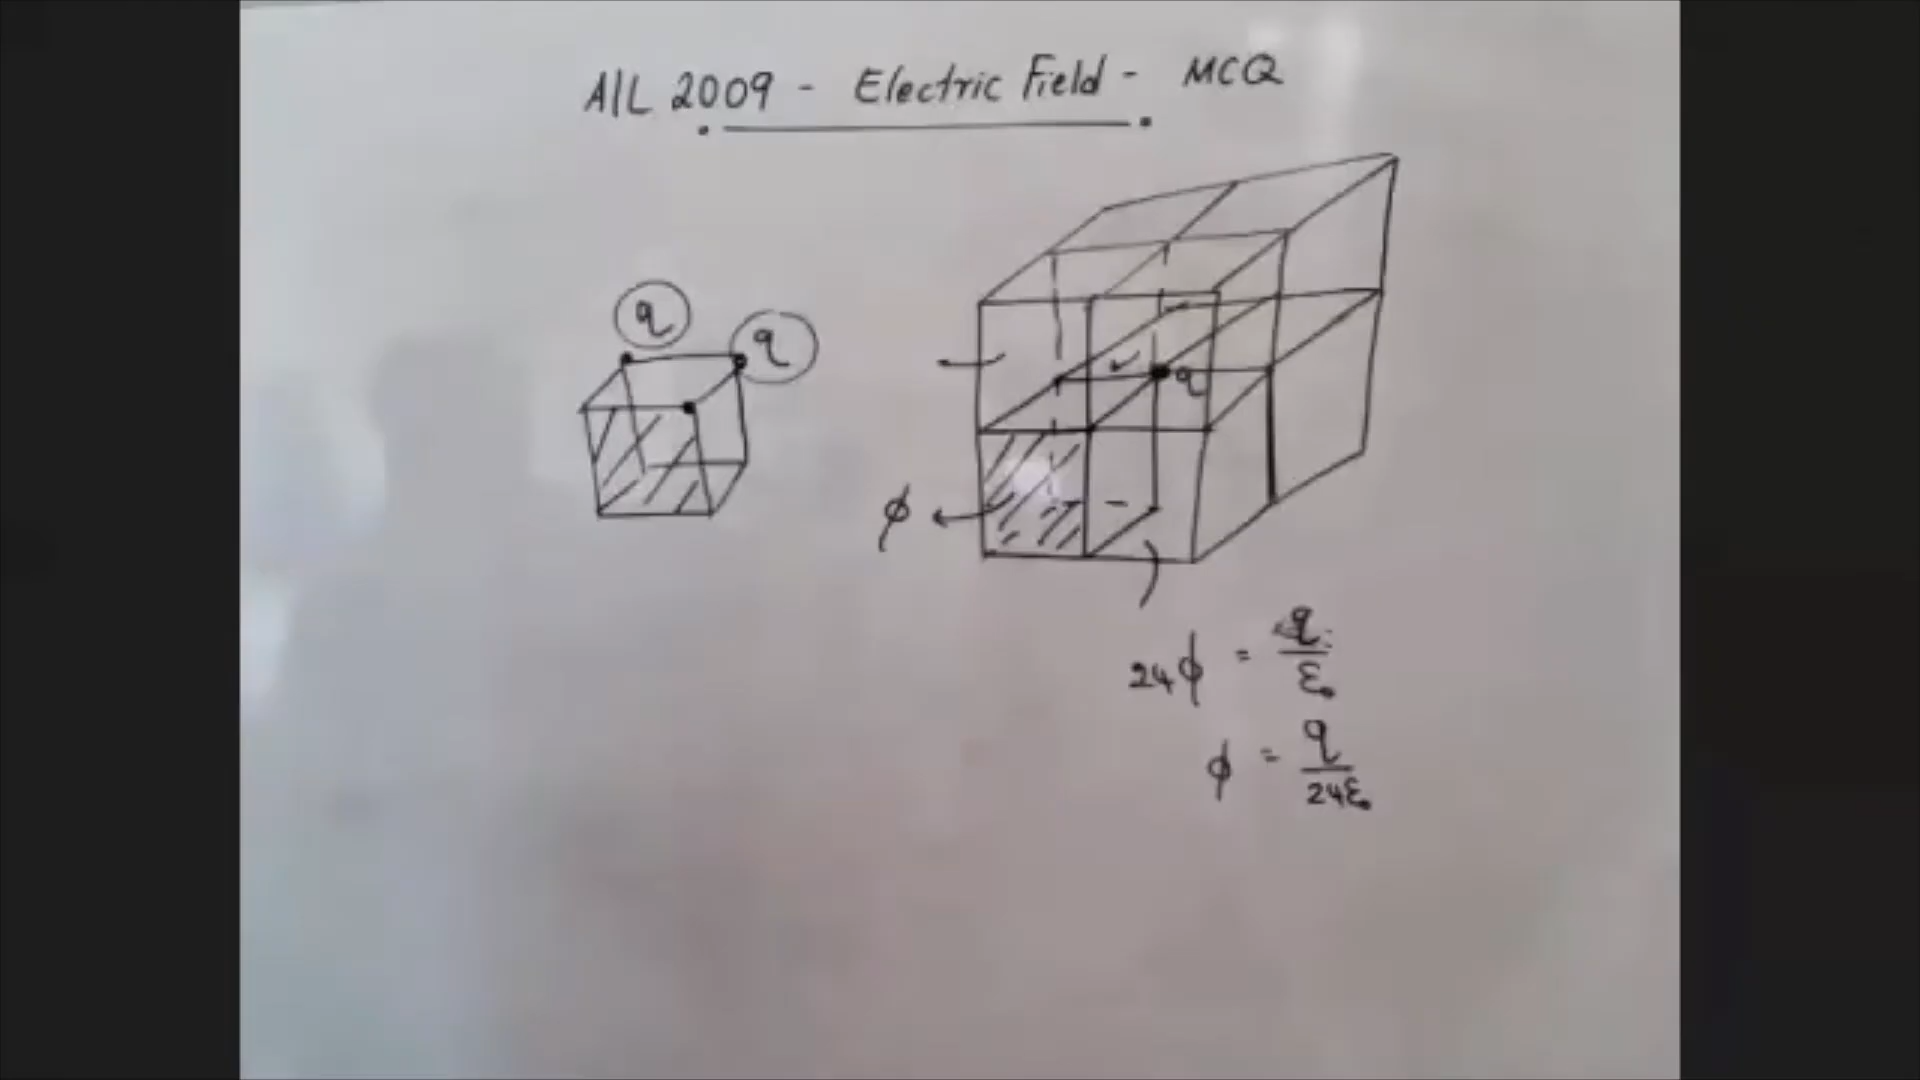 A/L 2009 - Electric Field - MCQ
q
q
q
ϕ
24ϕ = q/ε₀
ϕ = q/24ε₀